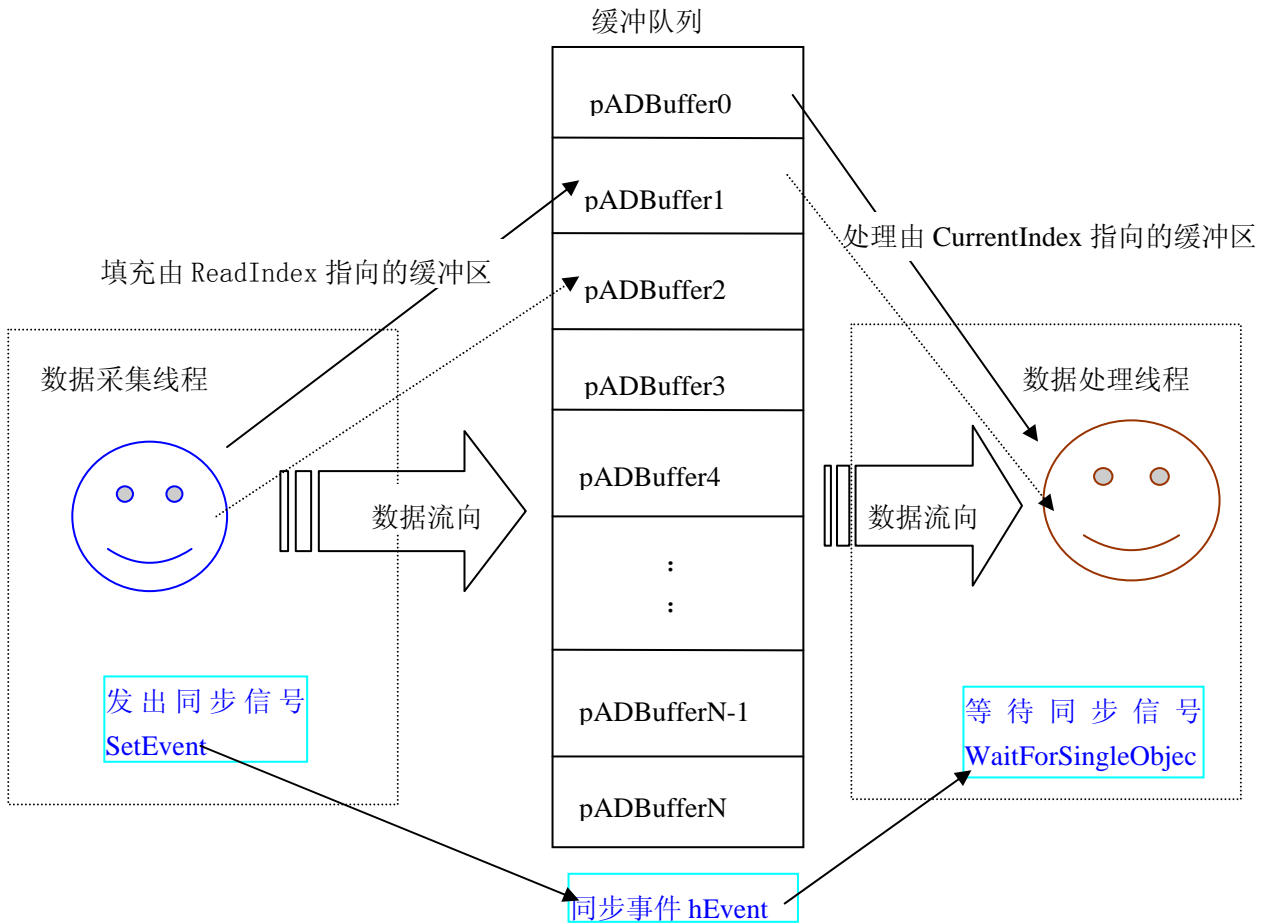 缓冲队列
pADBuffer0
pADBuffer1
处理由 CurrentIndex 指向的缓冲区
填充由 ReadIndex 指向的缓冲区
pADBuffer2
数据采集线程
pADBuffer3
数据处理线程
pADBuffer4
数据流向
数据流向
:
:
发出同步信号
SetEvent
pADBufferN-1
等待同步信号
WaitForSingleObjec
pADBufferN
同步事件 hEvent